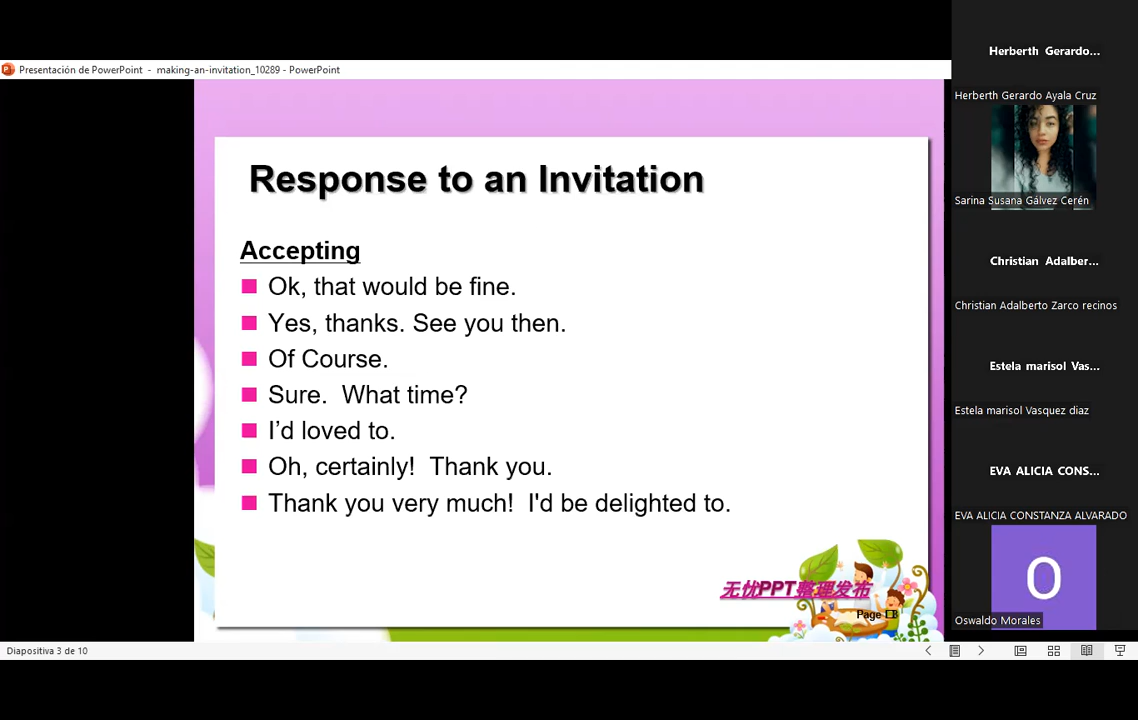 Presentación de PowerPoint - making-an-invitation_10289 - PowerPoint
Response to an Invitation
Accepting
Ok, that would be fine.
Yes, thanks. See you then.
Of Course.
Sure. What time?
I’d loved to.
Oh, certainly! Thank you.
Thank you very much! I'd be delighted to.
无忧PPT整理发布
Page
Diapositiva 3 de 10
Herberth Gerardo...
Herberth Gerardo Ayala Cruz
Sarina Susana Gálvez Cerén
Christian Adalber...
Christian Adalberto Zarco recinos
Estela marisol Vas...
Estela marisol Vasquez diaz
EVA ALICIA CONS...
EVA ALICIA CONSTANZA ALVARADO
O
Oswaldo Morales